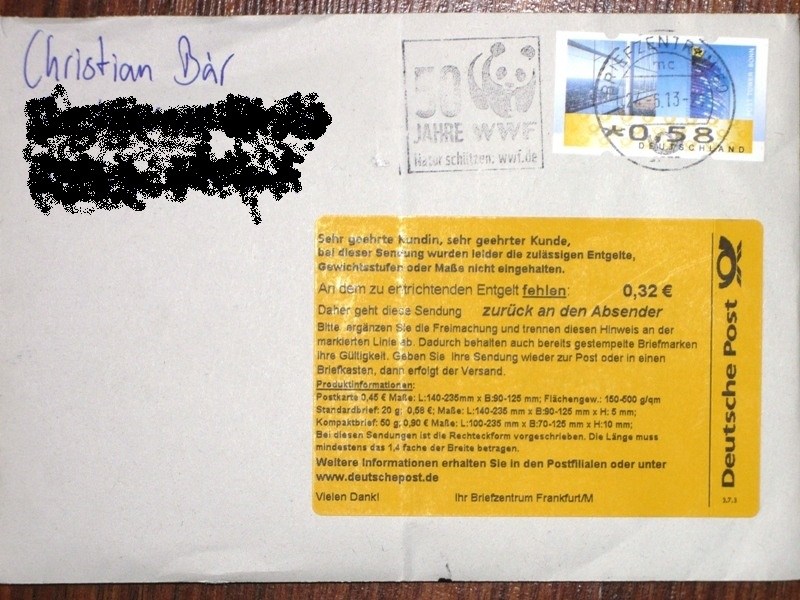 Christian Bär
50
JAHRE WWF
Natur schützen: wwf.de
BRIEFZENTRUM
mc
6.13
*0,58
DEUTSCHLAND
Sehr geehrte Kundin, sehr geehrter Kunde,
bei dieser Sendung wurden leider die zulässigen Entgelte,
Gewichtsstufen oder Maße nicht eingehalten.
An dem zu entrichtenden Entgelt fehlen: 0,32 €
Daher geht diese Sendung zurück an den Absender
Bitte ergänzen Sie die Freimachung und trennen diesen Hinweis an der
markierten Linie ab. Dadurch behalten auch bereits gestempelte Briefmarken
ihre Gültigkeit. Geben Sie Ihre Sendung wieder zur Post oder in einen
Briefkasten, dann erfolgt der Versand.
Produktinformationen:
Postkarte 0,45 € Maße: L:140-235mm x B:90-125 mm; Flächengew.: 150-500 g/qm
Standardbrief: 20 g; 0,58 €; Maße: L:140-235 mm x B:90-125 mm x H: 5 mm;
Kompaktbrief: 50 g; 0,90 € Maße: L:100-235 mm x B:70-125 mm x H:10 mm;
Bei diesen Sendungen ist die Rechteckform vorgeschrieben. Die Länge muss
mindestens das 1,4 fache der Breite betragen.
Weitere Informationen erhalten Sie in den Postfilialen oder unter
www.deutschepost.de
Vielen Dank! Ihr Briefzentrum Frankfurt/M
Deutsche Post
3.7.3